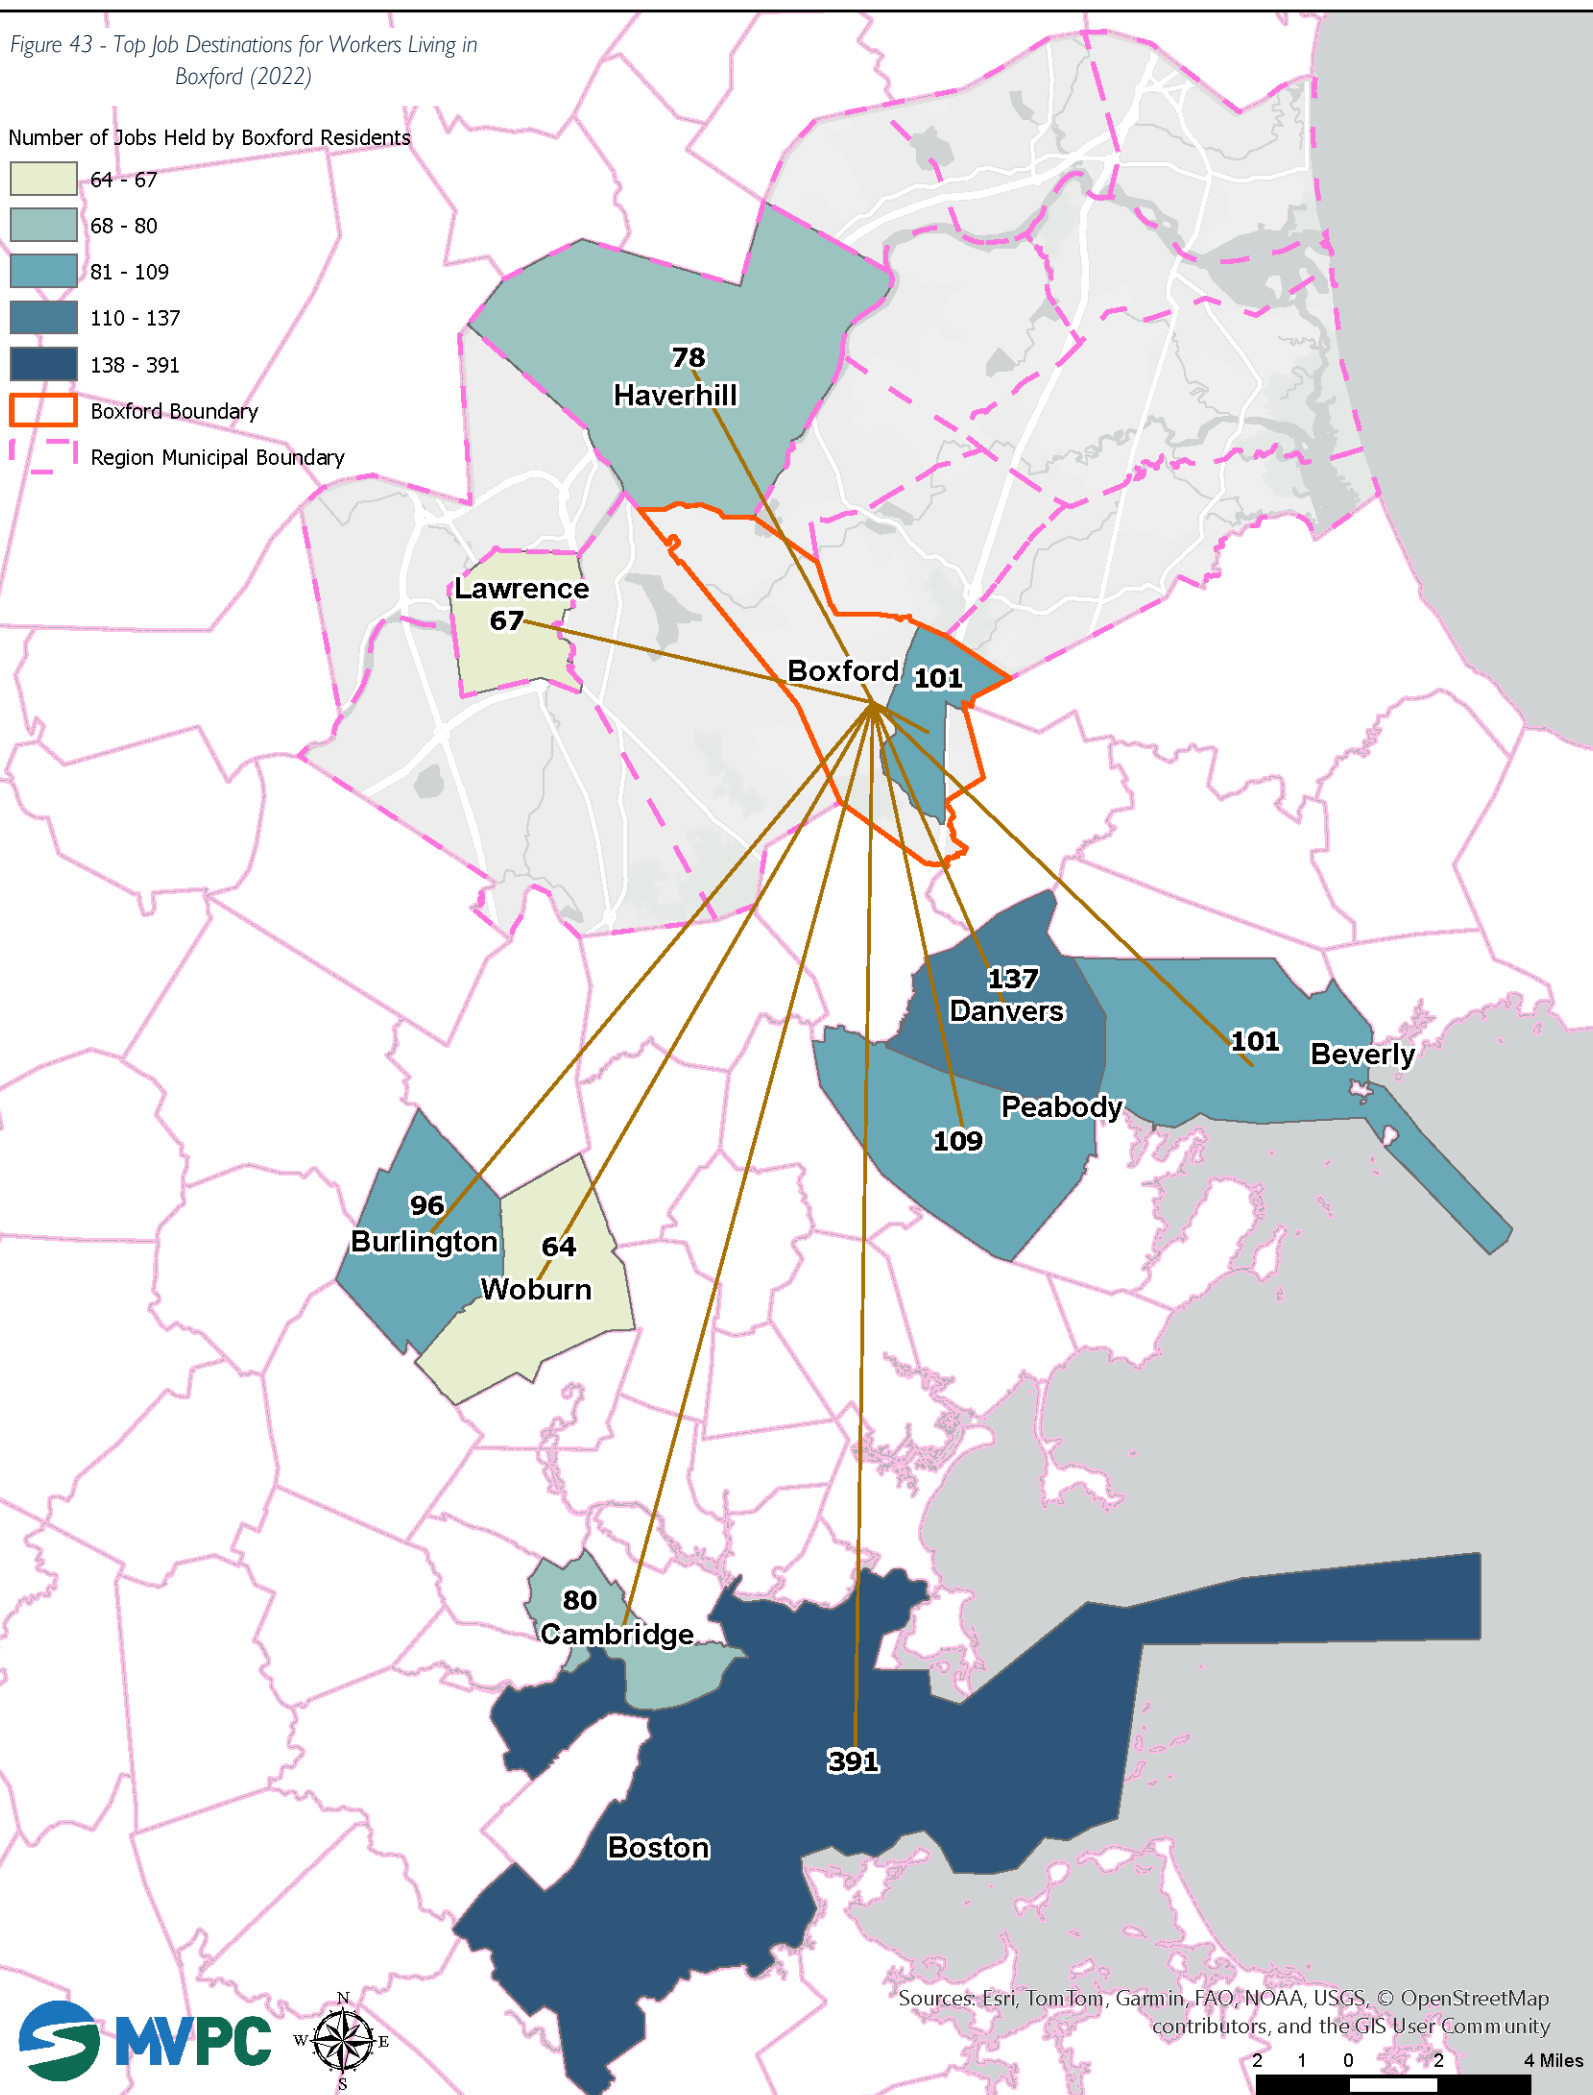 Figure 43 - Top Job Destinations for Workers Living in
Boxford (2022)
Number of Jobs Held by Boxford Residents
64 - 67
68 - 80
81 - 109
110 - 137
138 - 391
Boxford Boundary
Region Municipal Boundary
78
Haverhill
Lawrence
67
Boxford
101
137
Danvers
101
Beverly
Peabody
109
96
Burlington
64
Woburn
80
Cambridge
391
Boston
MVPC
N
W
E
S
Sources: Esri, TomTom, Garmin, FAO, NOAA, USGS, © OpenStreetMap
contributors, and the GIS User Community
2 1 0 2 4 Miles